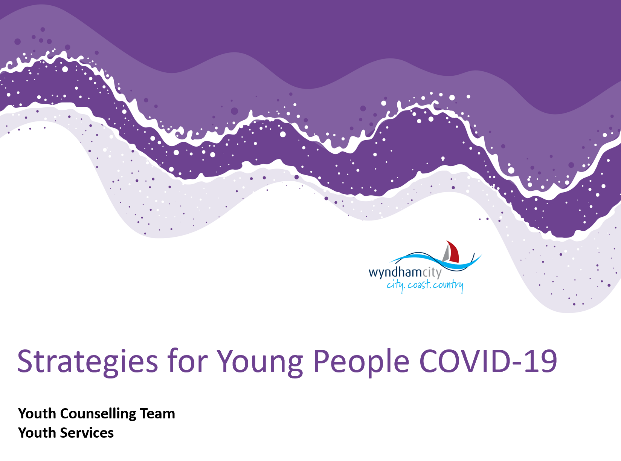 wyndhamcity
city. coast. country
Strategies for Young People COVID-19
Youth Counselling Team
Youth Services